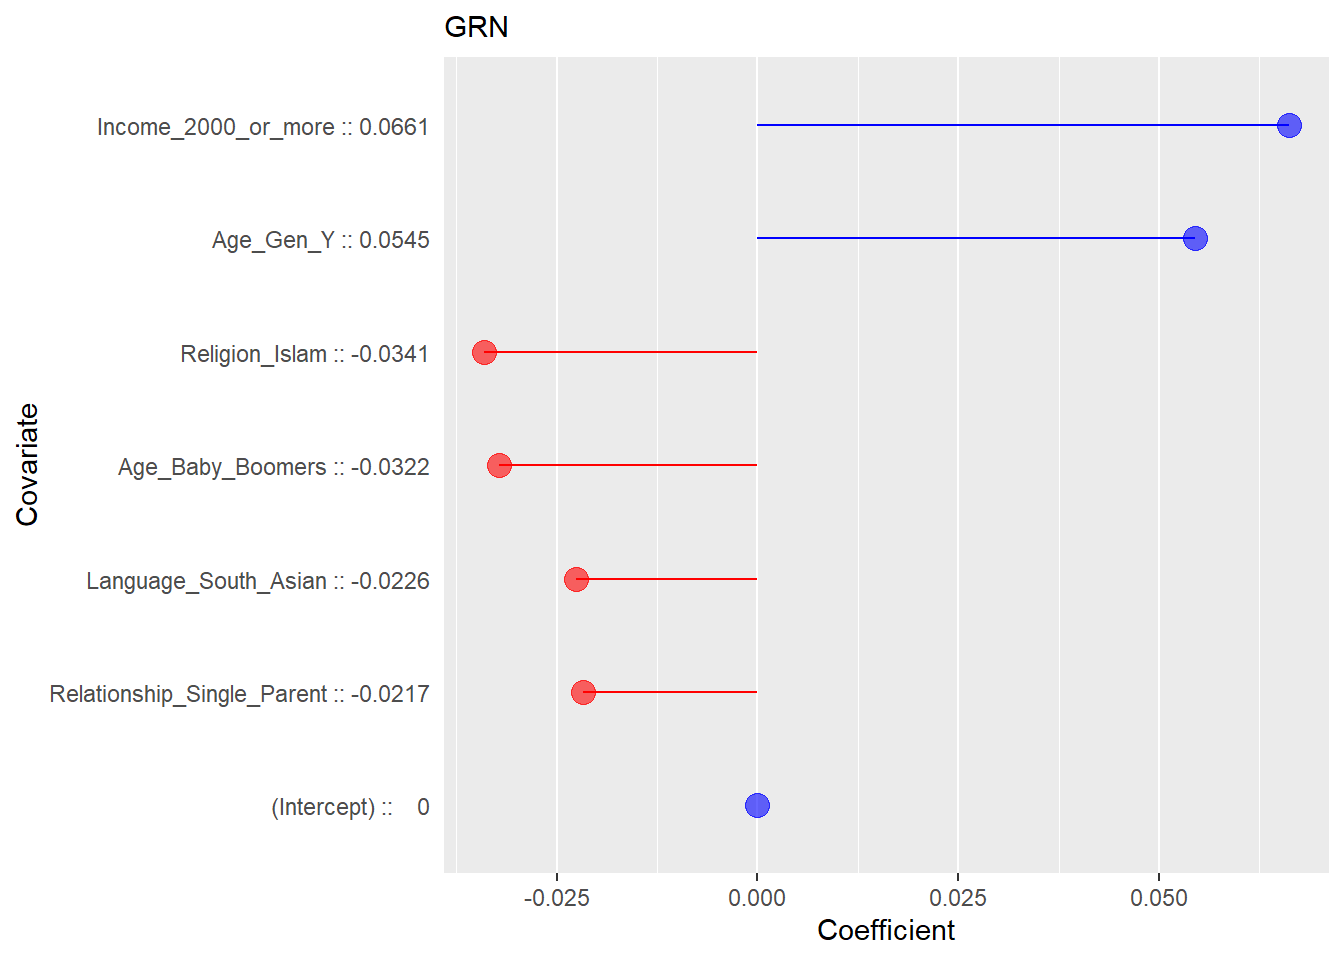 GRN
Income_2000_or_more :: 0.0661
Age_Gen_Y :: 0.0545
Religion_Islam :: -0.0341
Age_Baby_Boomers :: -0.0322
Language_South_Asian :: -0.0226
Relationship_Single_Parent :: -0.0217
(Intercept) :: 0
Covariate
-0.025 0.000 0.025 0.050
Coefficient